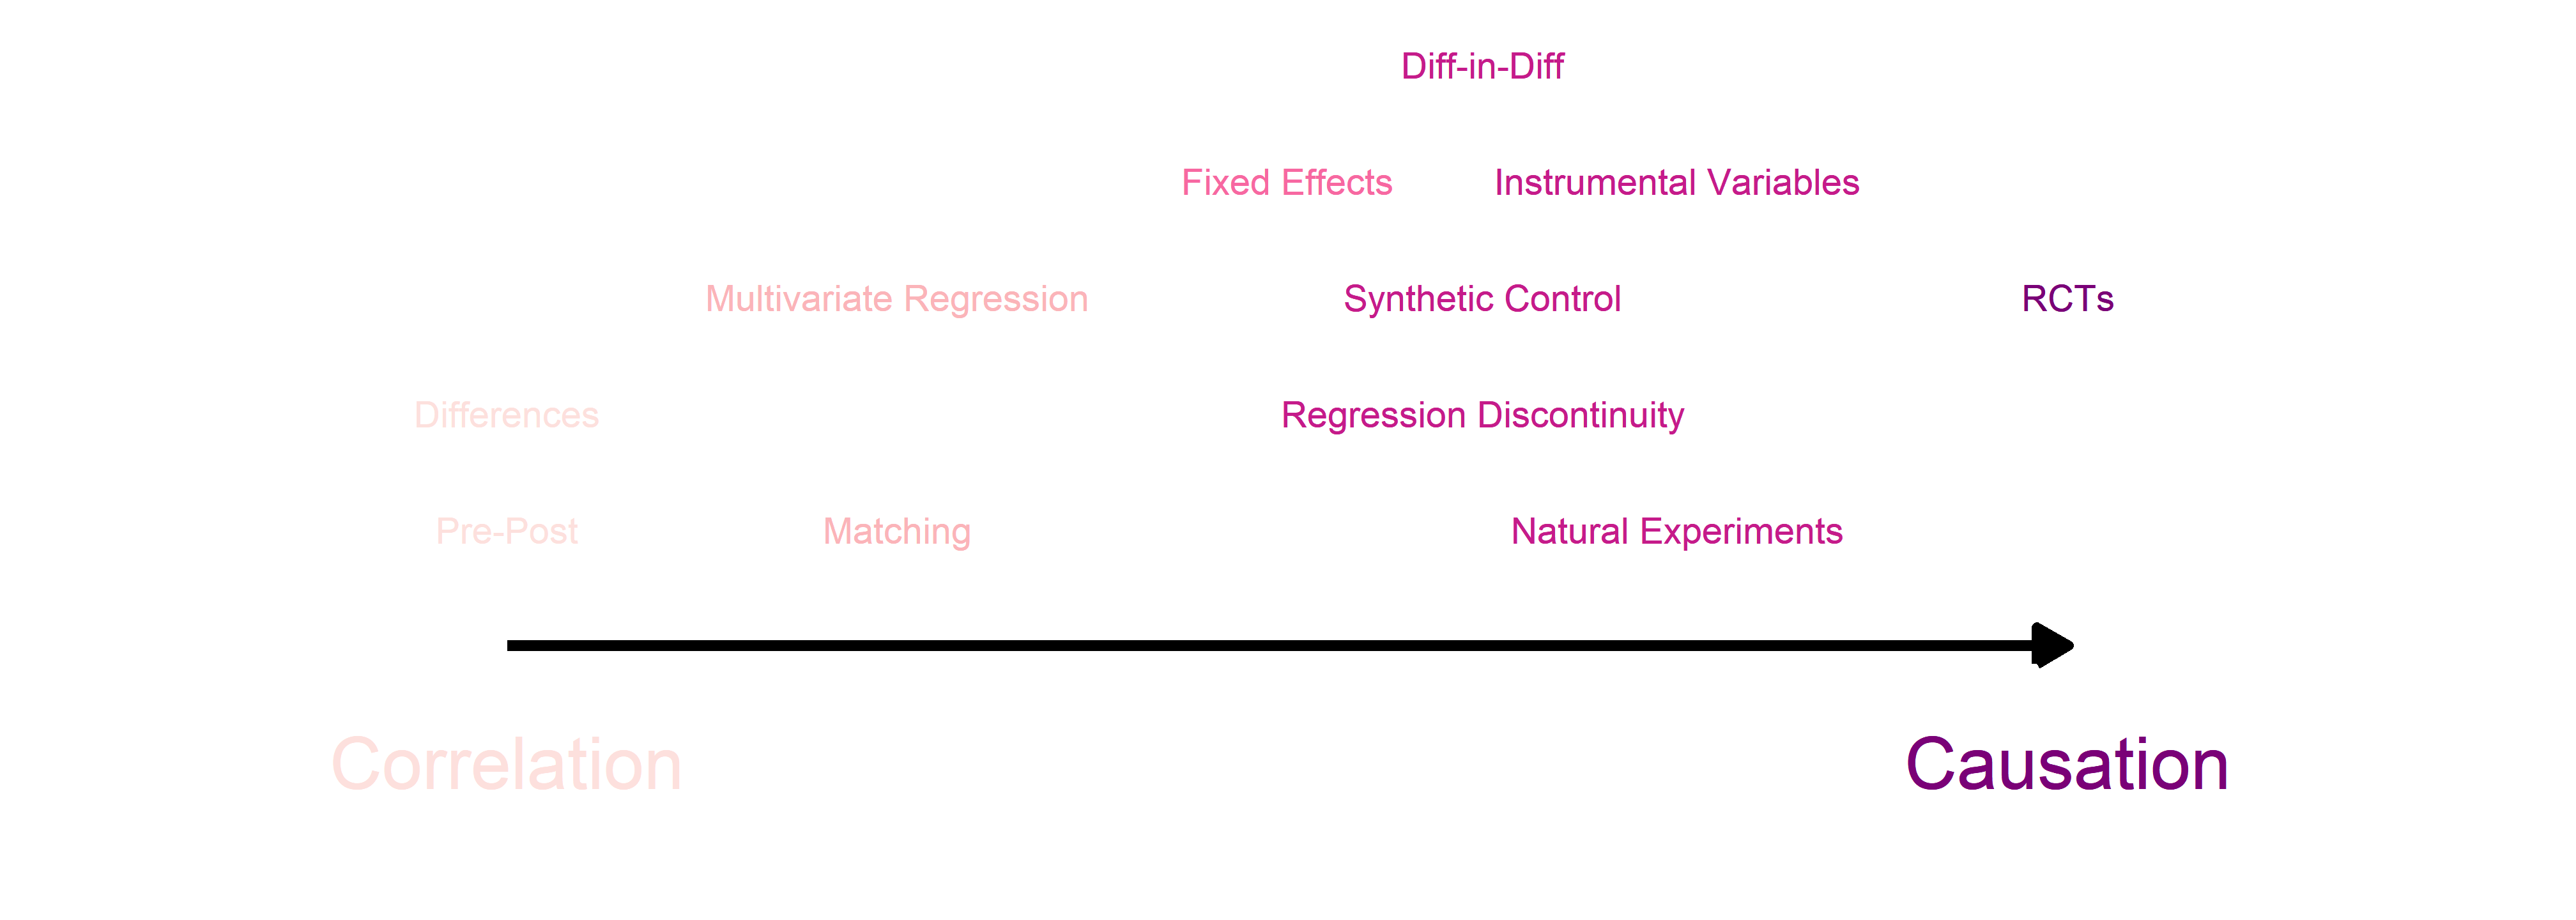 Diff-in-Diff
Fixed Effects
Instrumental Variables
Multivariate Regression
Synthetic Control
RCTs
Differences
Regression Discontinuity
Pre-Post
Matching
Natural Experiments
Correlation
Causation